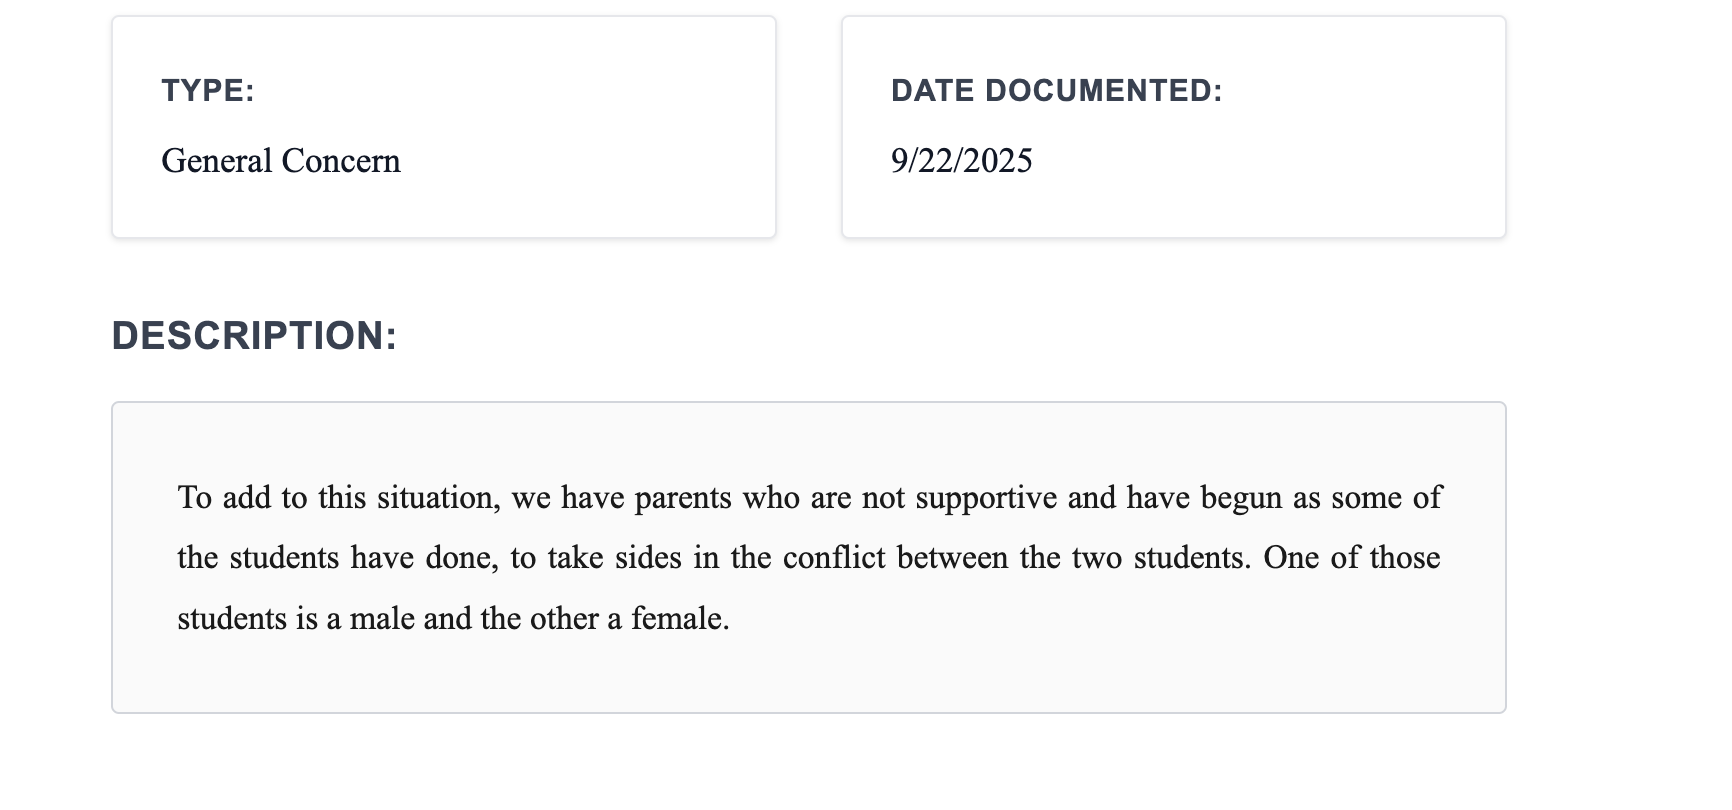 TYPE:
General Concern
DATE DOCUMENTED:
9/22/2025
DESCRIPTION:
To add to this situation, we have parents who are not supportive and have begun as some of
the students have done, to take sides in the conflict between the two students. One of those
students is a male and the other a female.